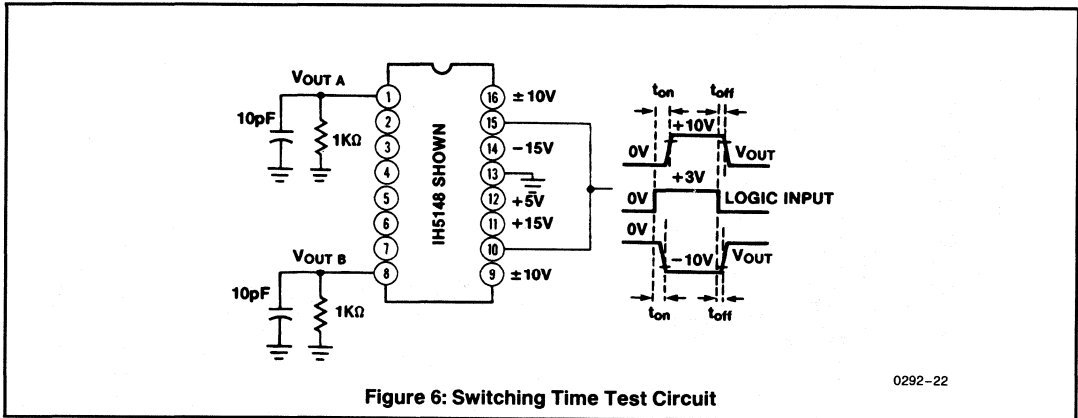 VOUT A
10pF
1KΩ
VOUT B
10pF
1KΩ
1
2
3
4
5
6
7
8
IH5148 SHOWN
16 ±10V
15
14 -15V
13
12 +5V
11 +15V
10
9 ±10V
ton toff
+10V
0V VOUT
+3V
0V LOGIC INPUT
0V
-10V VOUT
ton toff
0292-22
Figure 6: Switching Time Test Circuit